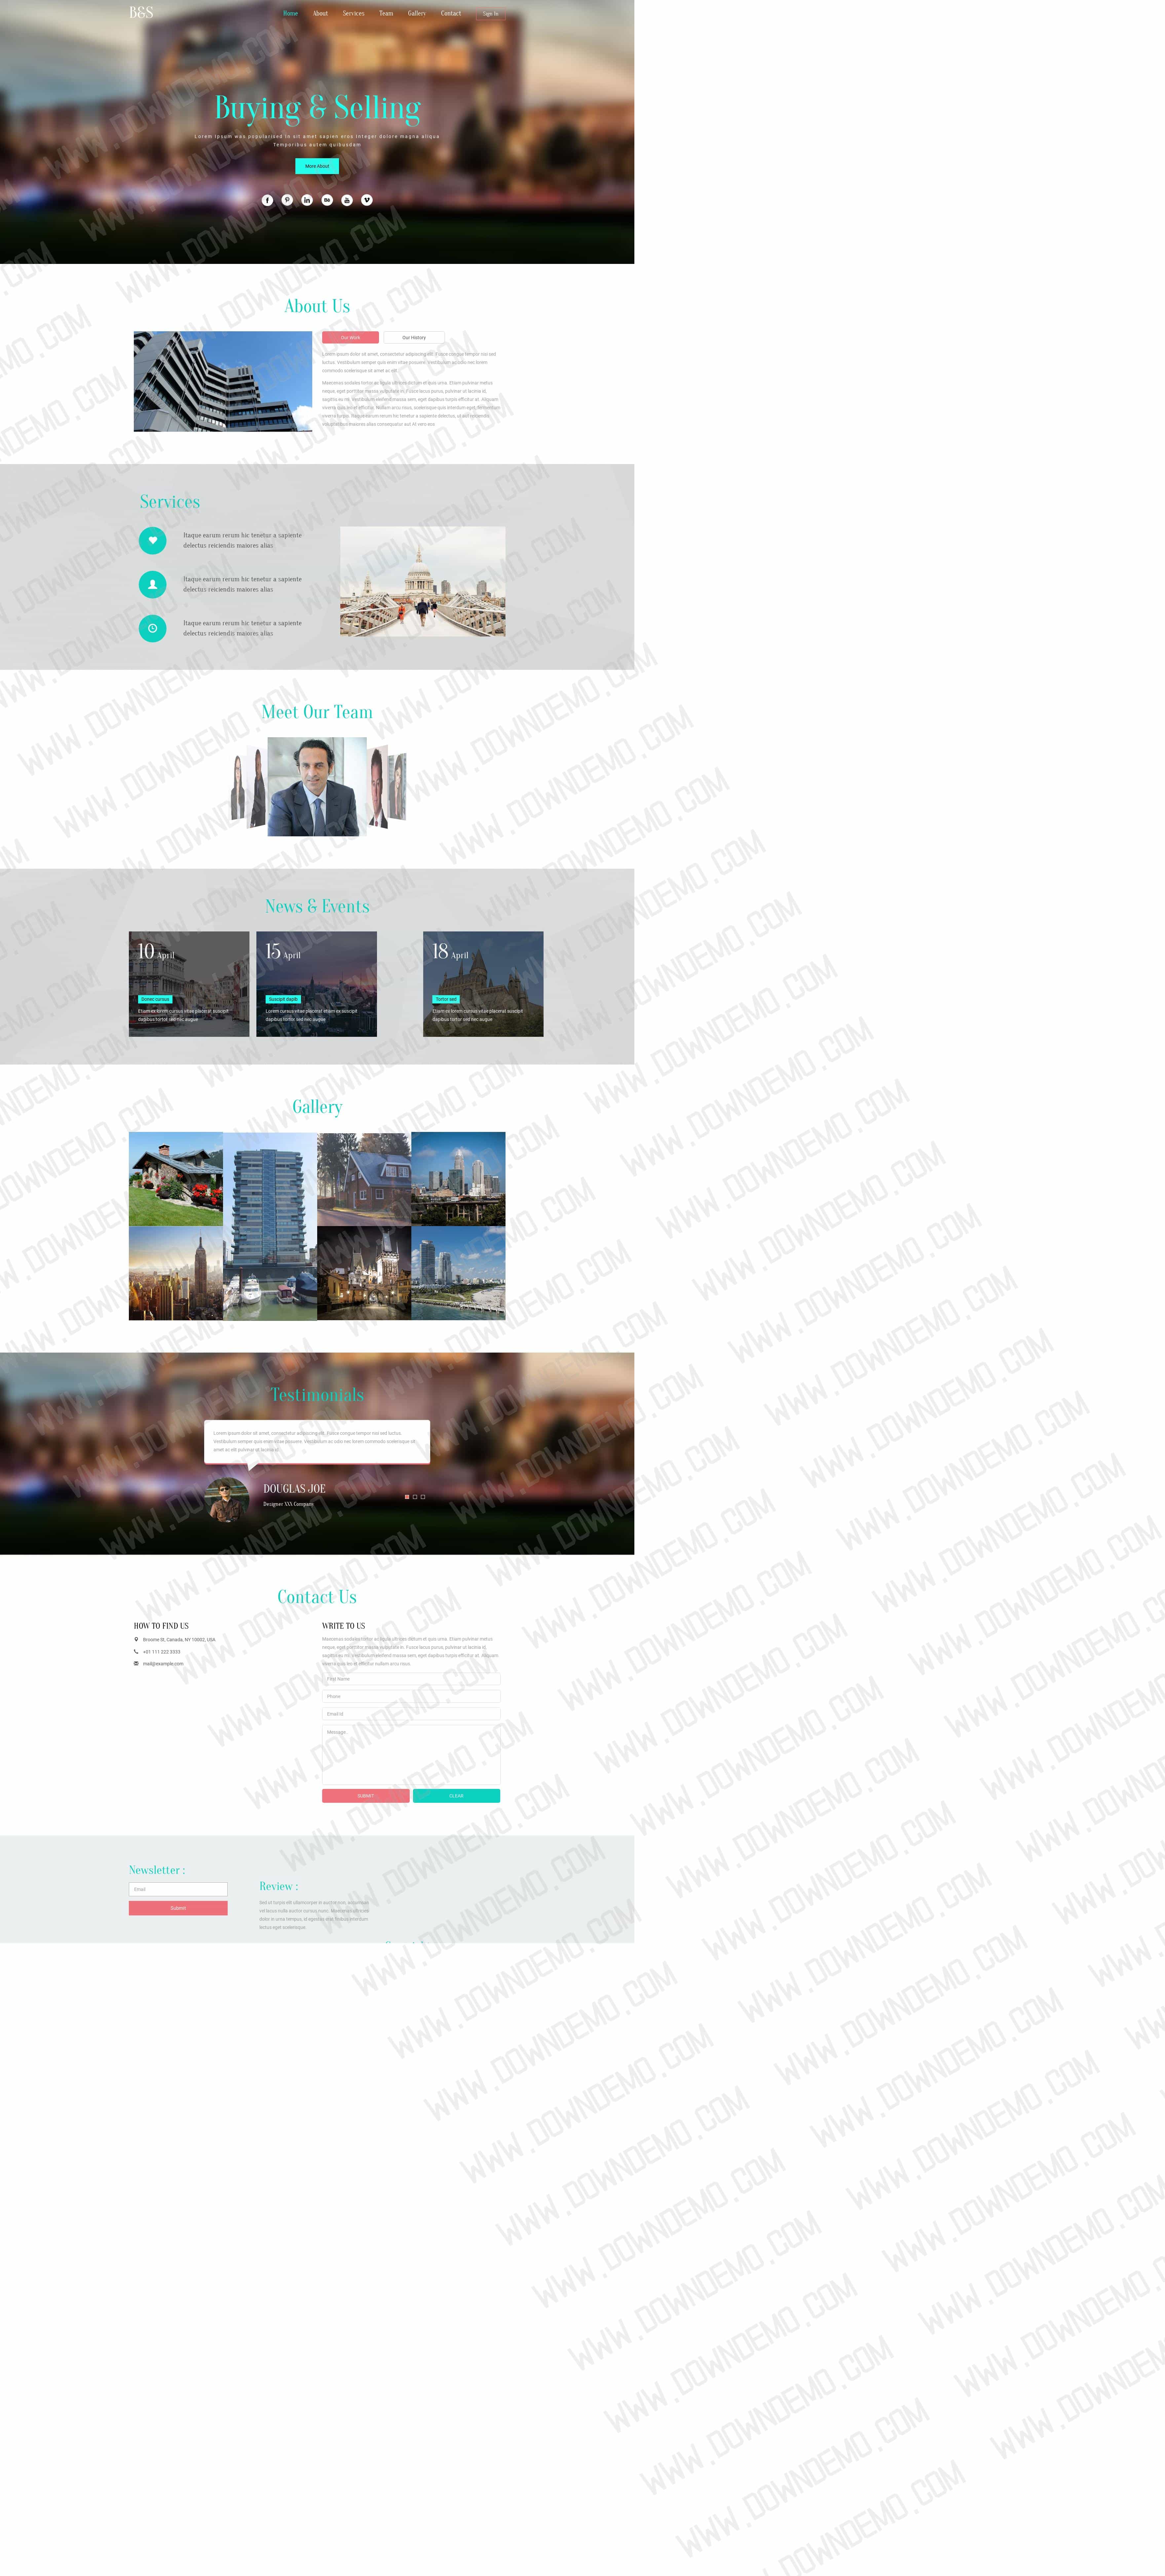 B&S
Home About Services Team Gallery Contact Sign In
Buying & Selling
Lorem Ipsum was popularised In sit amet sapien eros Integer dolore magna aliqua
Temporibus autem quibusdam
More About
About Us
Our Work Our History
Lorem ipsum dolor sit amet, consectetur adipiscing elit. Fusce congue tempor nisl sed
luctus. Vestibulum semper quis enim vitae posuere. Vestibulum ac odio nec lorem
commodo scelerisque sit amet ac elit.
Maecenas sodales tortor ac ligula ultrices dictum et quis urna. Etiam pulvinar metus
neque, eget porttitor massa vulputate in. Fusce lacus purus, pulvinar ut lacinia id,
sagittis eu mi. Vestibulum eleifend massa sem, eget dapibus turpis efficitur at. Aliquam
viverra quis leo et efficitur. Nullam arcu risus, scelerisque quis interdum eget, fermentum
viverra turpis. Itaque earum rerum hic tenetur a sapiente delectus, ut aut reiciendis
voluptatibus maiores alias consequatur aut At vero eos
Services
Itaque earum rerum hic tenetur a sapiente
delectus reiciendis maiores alias
Itaque earum rerum hic tenetur a sapiente
delectus reiciendis maiores alias
Itaque earum rerum hic tenetur a sapiente
delectus reiciendis maiores alias
Meet Our Team
News & Events
10 April
Donec cursus
Etiam ex lorem cursus vitae placerat suscipit
dapibus tortor sed nec augue
15 April
Suscipit dapib
Lorem cursus vitae placerat etiam ex suscipit
dapibus tortor sed nec augue
18 April
Tortor sed
Etiam ex lorem cursus vitae placerat suscipit
dapibus tortor sed nec augue
Gallery
Testimonials
Lorem ipsum dolor sit amet, consectetur adipiscing elit. Fusce congue tempor nisl sed luctus.
Vestibulum semper quis enim vitae posuere. Vestibulum ac odio nec lorem commodo scelerisque sit
amet ac elit pulvinar ut lacinia id.
DOUGLAS JOE
Designer XXX Company
Contact Us
HOW TO FIND US
Broome St, Canada, NY 10002, USA
+01 111 222 3333
mail@example.com
WRITE TO US
Maecenas sodales tortor ac ligula ultrices dictum et quis urna. Etiam pulvinar metus
neque, eget porttitor massa vulputate in. Fusce lacus purus, pulvinar ut lacinia id,
sagittis eu mi. Vestibulum eleifend massa sem, eget dapibus turpis efficitur at. Aliquam
viverra quis leo et efficitur nullam arcu risus.
First Name
Phone
Email Id
Message...
SUBMIT CLEAR
Newsletter :
Email
Submit
Review :
Sed ut turpis elit ullamcorper in auctor
vel lacus nulla auctor cursus nunc. Maecenas
dolor in urna tempus, id egestas erat finibus interdum
lectus eget scelerisque.
WWW.DOWNDEMO.COM